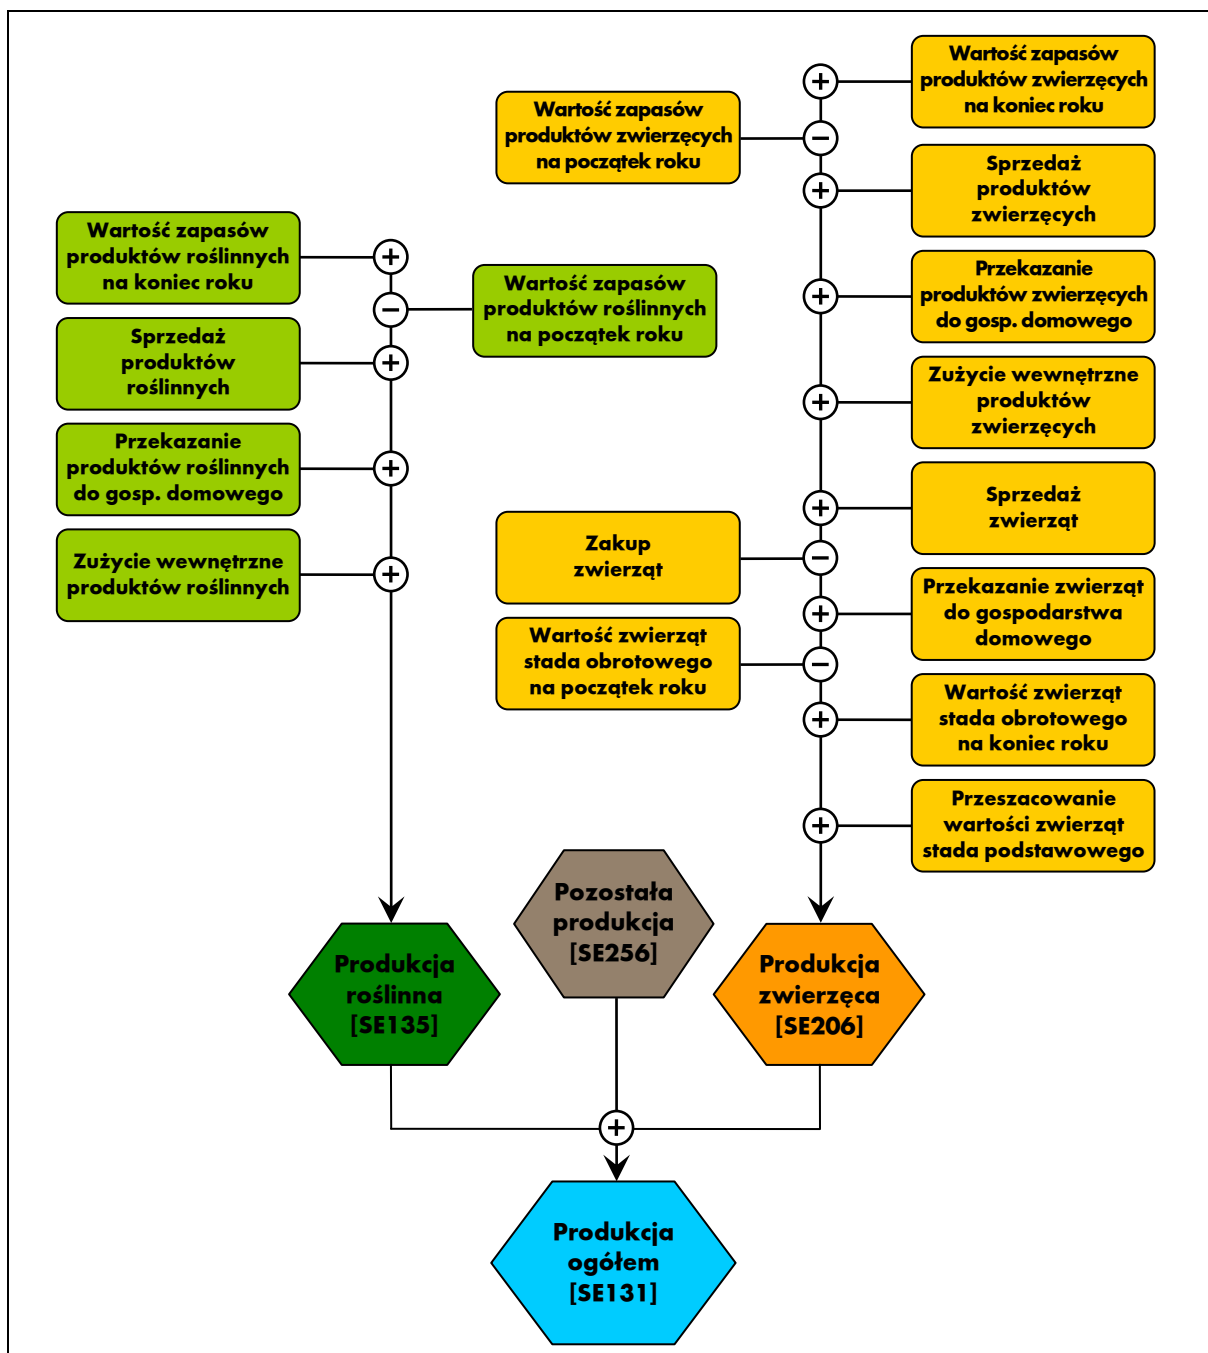 Wartość zapasów
produktów zwierzęcych
na koniec roku
+
Wartość zapasów
produktów zwierzęcych
na początek roku
−
Sprzedaż
produktów
zwierzęcych
+
Wartość zapasów
produktów roślinnych
na koniec roku
+
Przekazanie
produktów zwierzęcych
do gosp. domowego
+
Wartość zapasów
produktów roślinnych
na początek roku
−
Sprzedaż
produktów
roślinnych
+
Zużycie wewnętrzne
produktów
zwierzęcych
+
Przekazanie
produktów roślinnych
do gosp. domowego
+
Sprzedaż
zwierząt
+
Zakup
zwierząt
−
Zużycie wewnętrzne
produktów roślinnych
+
Przekazanie zwierząt
do gospodarstwa
domowego
+
Wartość zwierząt
stada obrotowego
na początek roku
−
Wartość zwierząt
stada obrotowego
na koniec roku
+
Przeszacowanie
wartości zwierząt
stada podstawowego
+
Pozostała
produkcja
[SE256]
Produkcja
roślinna
[SE135]
Produkcja
zwierzęca
[SE206]
+
Produkcja
ogółem
[SE131]